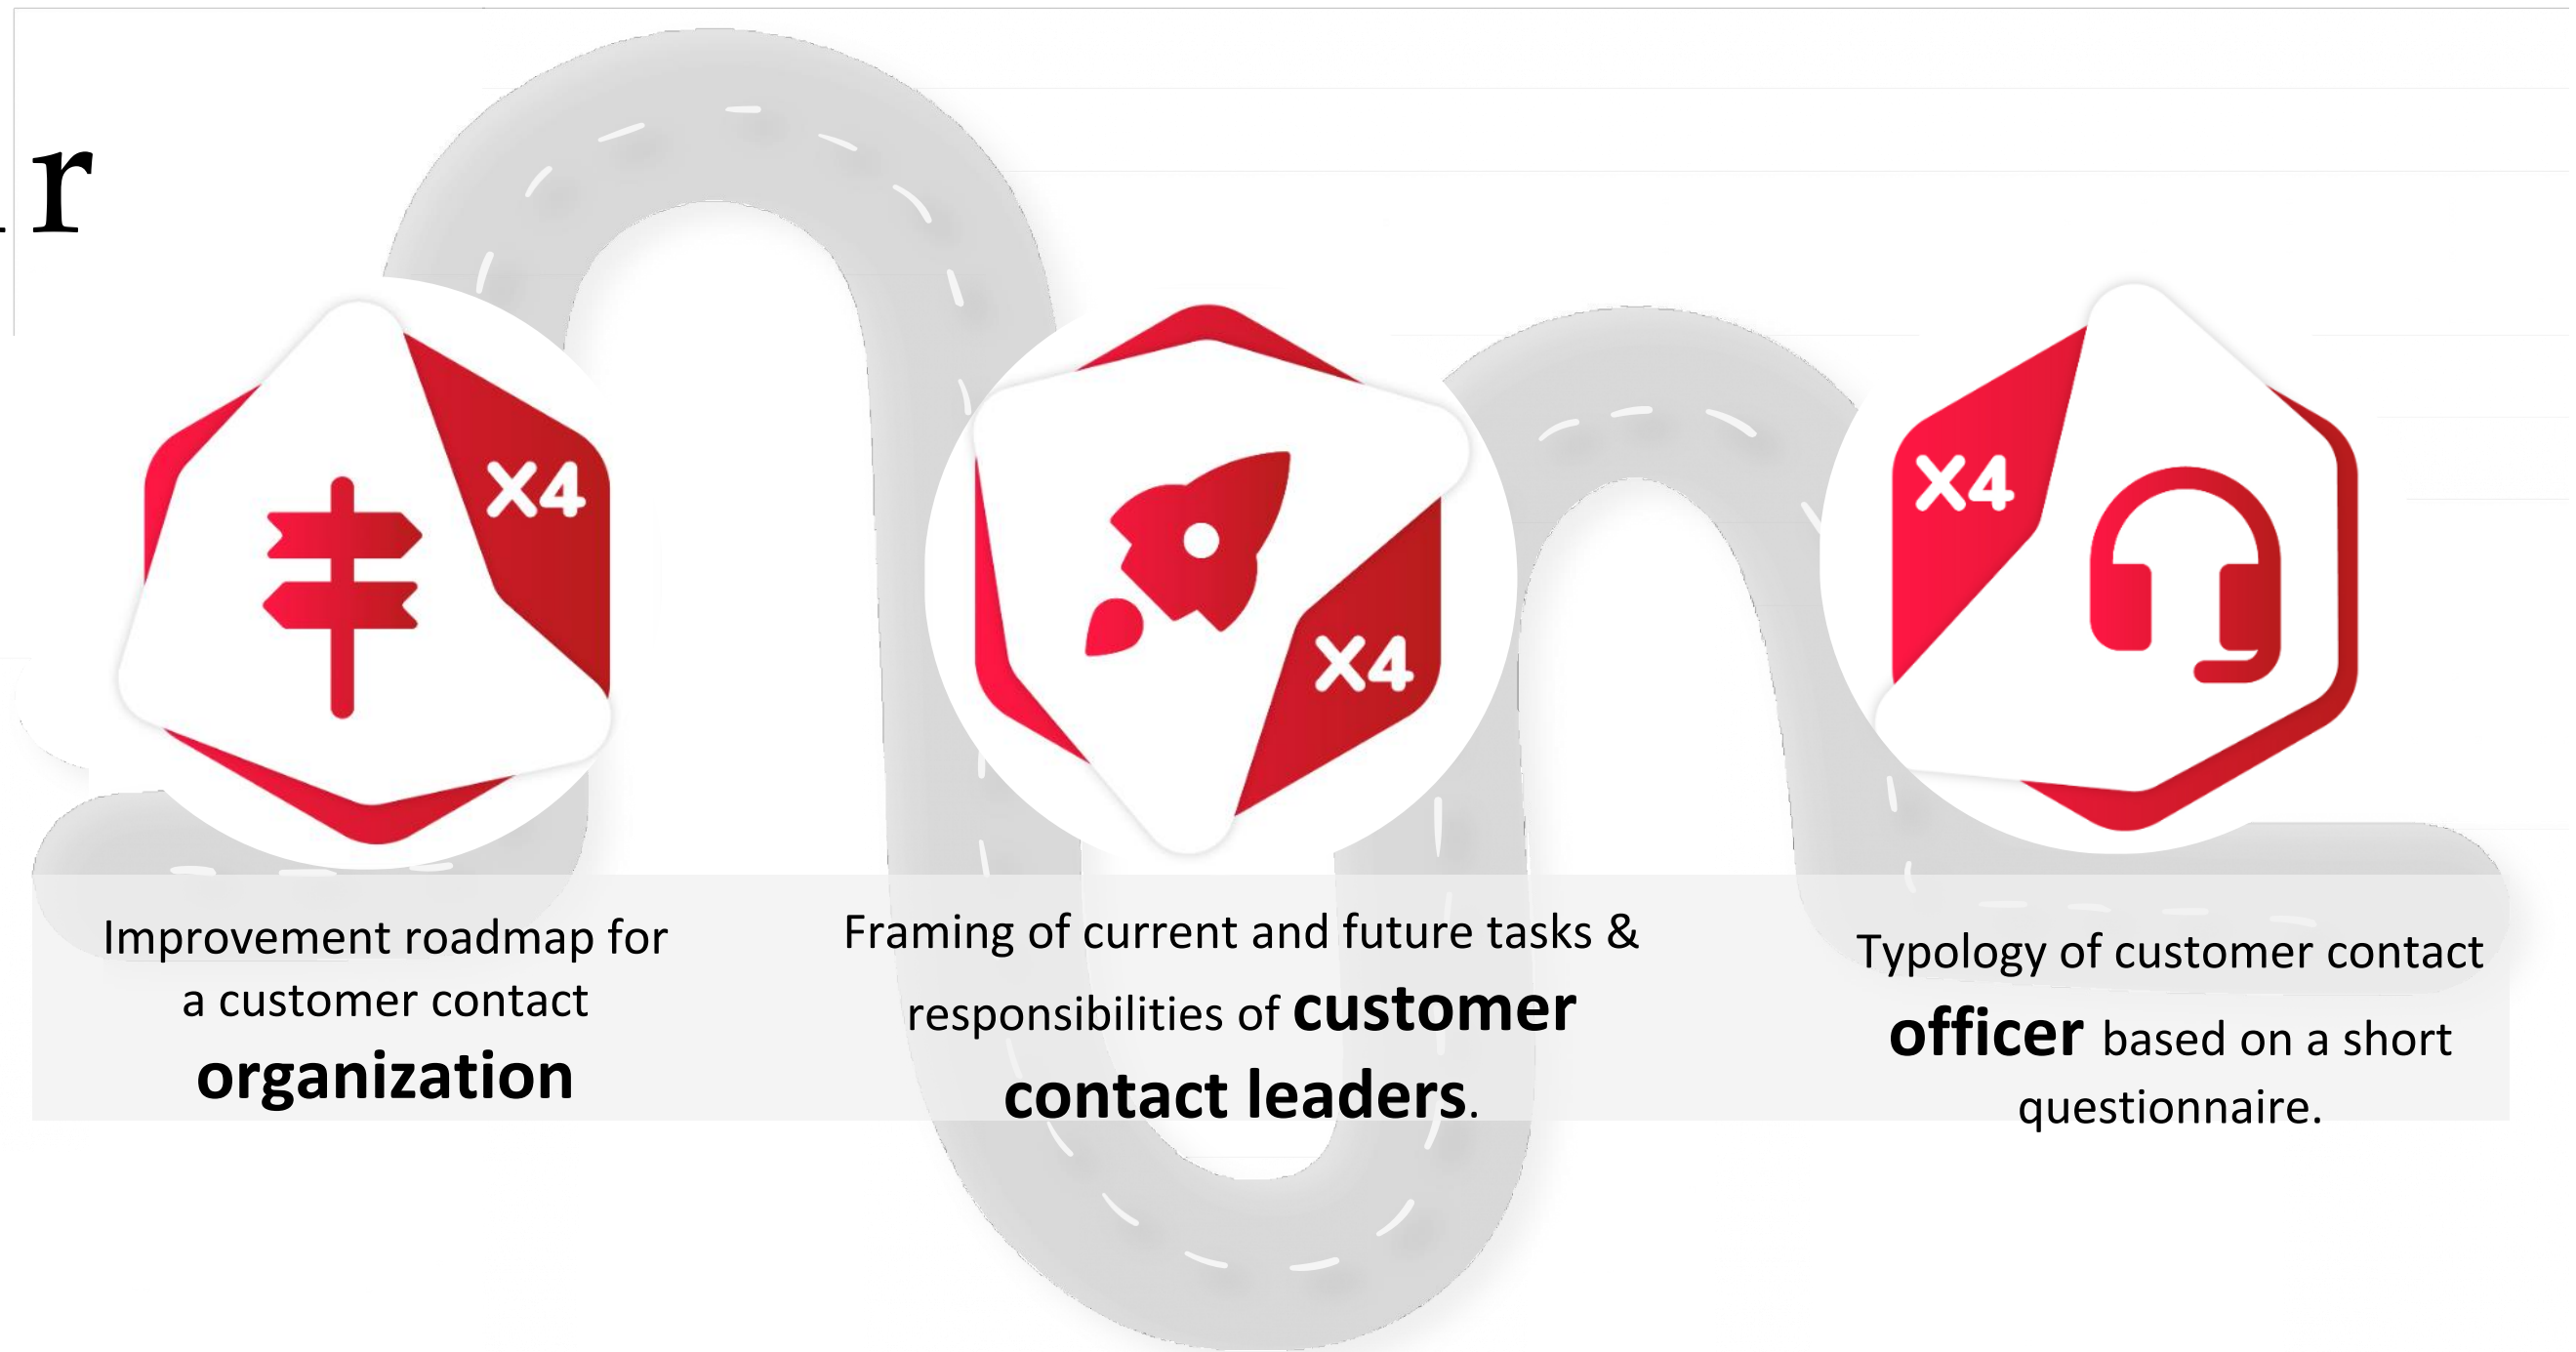 r
X4
X4
X4
Improvement roadmap for
a customer contact
organization
Framing of current and future tasks &
responsibilities of customer
contact leaders.
Typology of customer contact
officer based on a short
questionnaire.